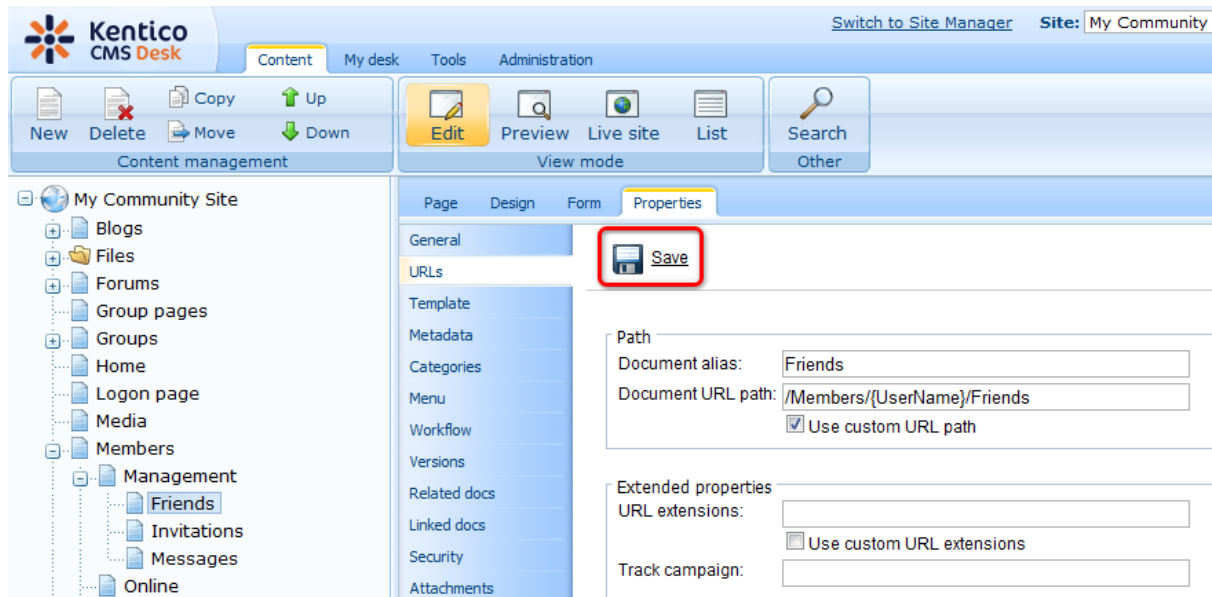 Kentico
CMS Desk
Switch to Site Manager Site: My Community
Content My desk Tools Administration
New Delete Copy Move Up Down
Content management
Edit Preview Live site List
View mode
Search
Other
My Community Site
Blogs
Files
Forums
Group pages
Groups
Home
Logon page
Media
Members
Management
Friends
Invitations
Messages
Online
Page Design Form Properties
General
URLs
Template
Metadata
Categories
Menu
Workflow
Versions
Related docs
Linked docs
Security
Attachments
Save
Path
Document alias: Friends
Document URL path: /Members/{UserName}/Friends
Use custom URL path
Extended properties
URL extensions:
Use custom URL extensions
Track campaign: